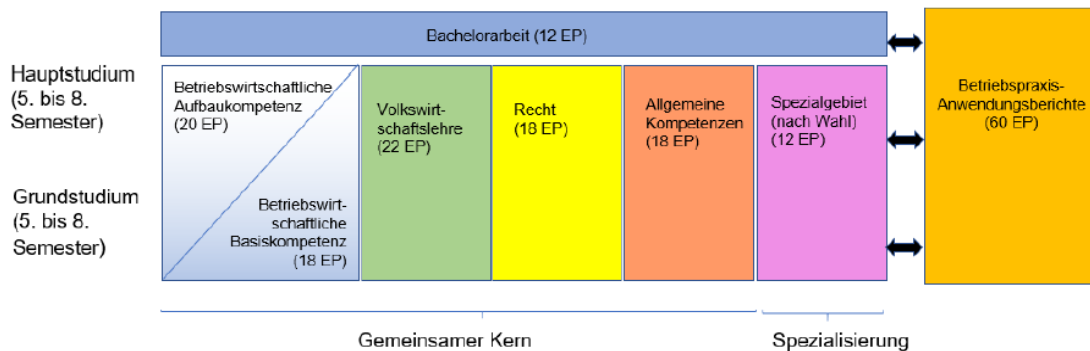 Bachelorarbeit (12 EP)
Hauptstudium
(5. bis 8.
Semester)
Grundstudium
(5. bis 8.
Semester)
Betriebswirtschaftliche
Aufbaukompetenz
(20 EP)
Betriebswirt-
schaftliche
Basiskompetenz
(18 EP)
Volkswirt-
schaftslehre
(22 EP)
Recht
(18 EP)
Allgemeine
Kompetenzen
(18 EP)
Spezialgebiet
(nach Wahl)
(12 EP)
Betriebspraxis-
Anwendungsberichte
(60 EP)
Gemeinsamer Kern
Spezialisierung